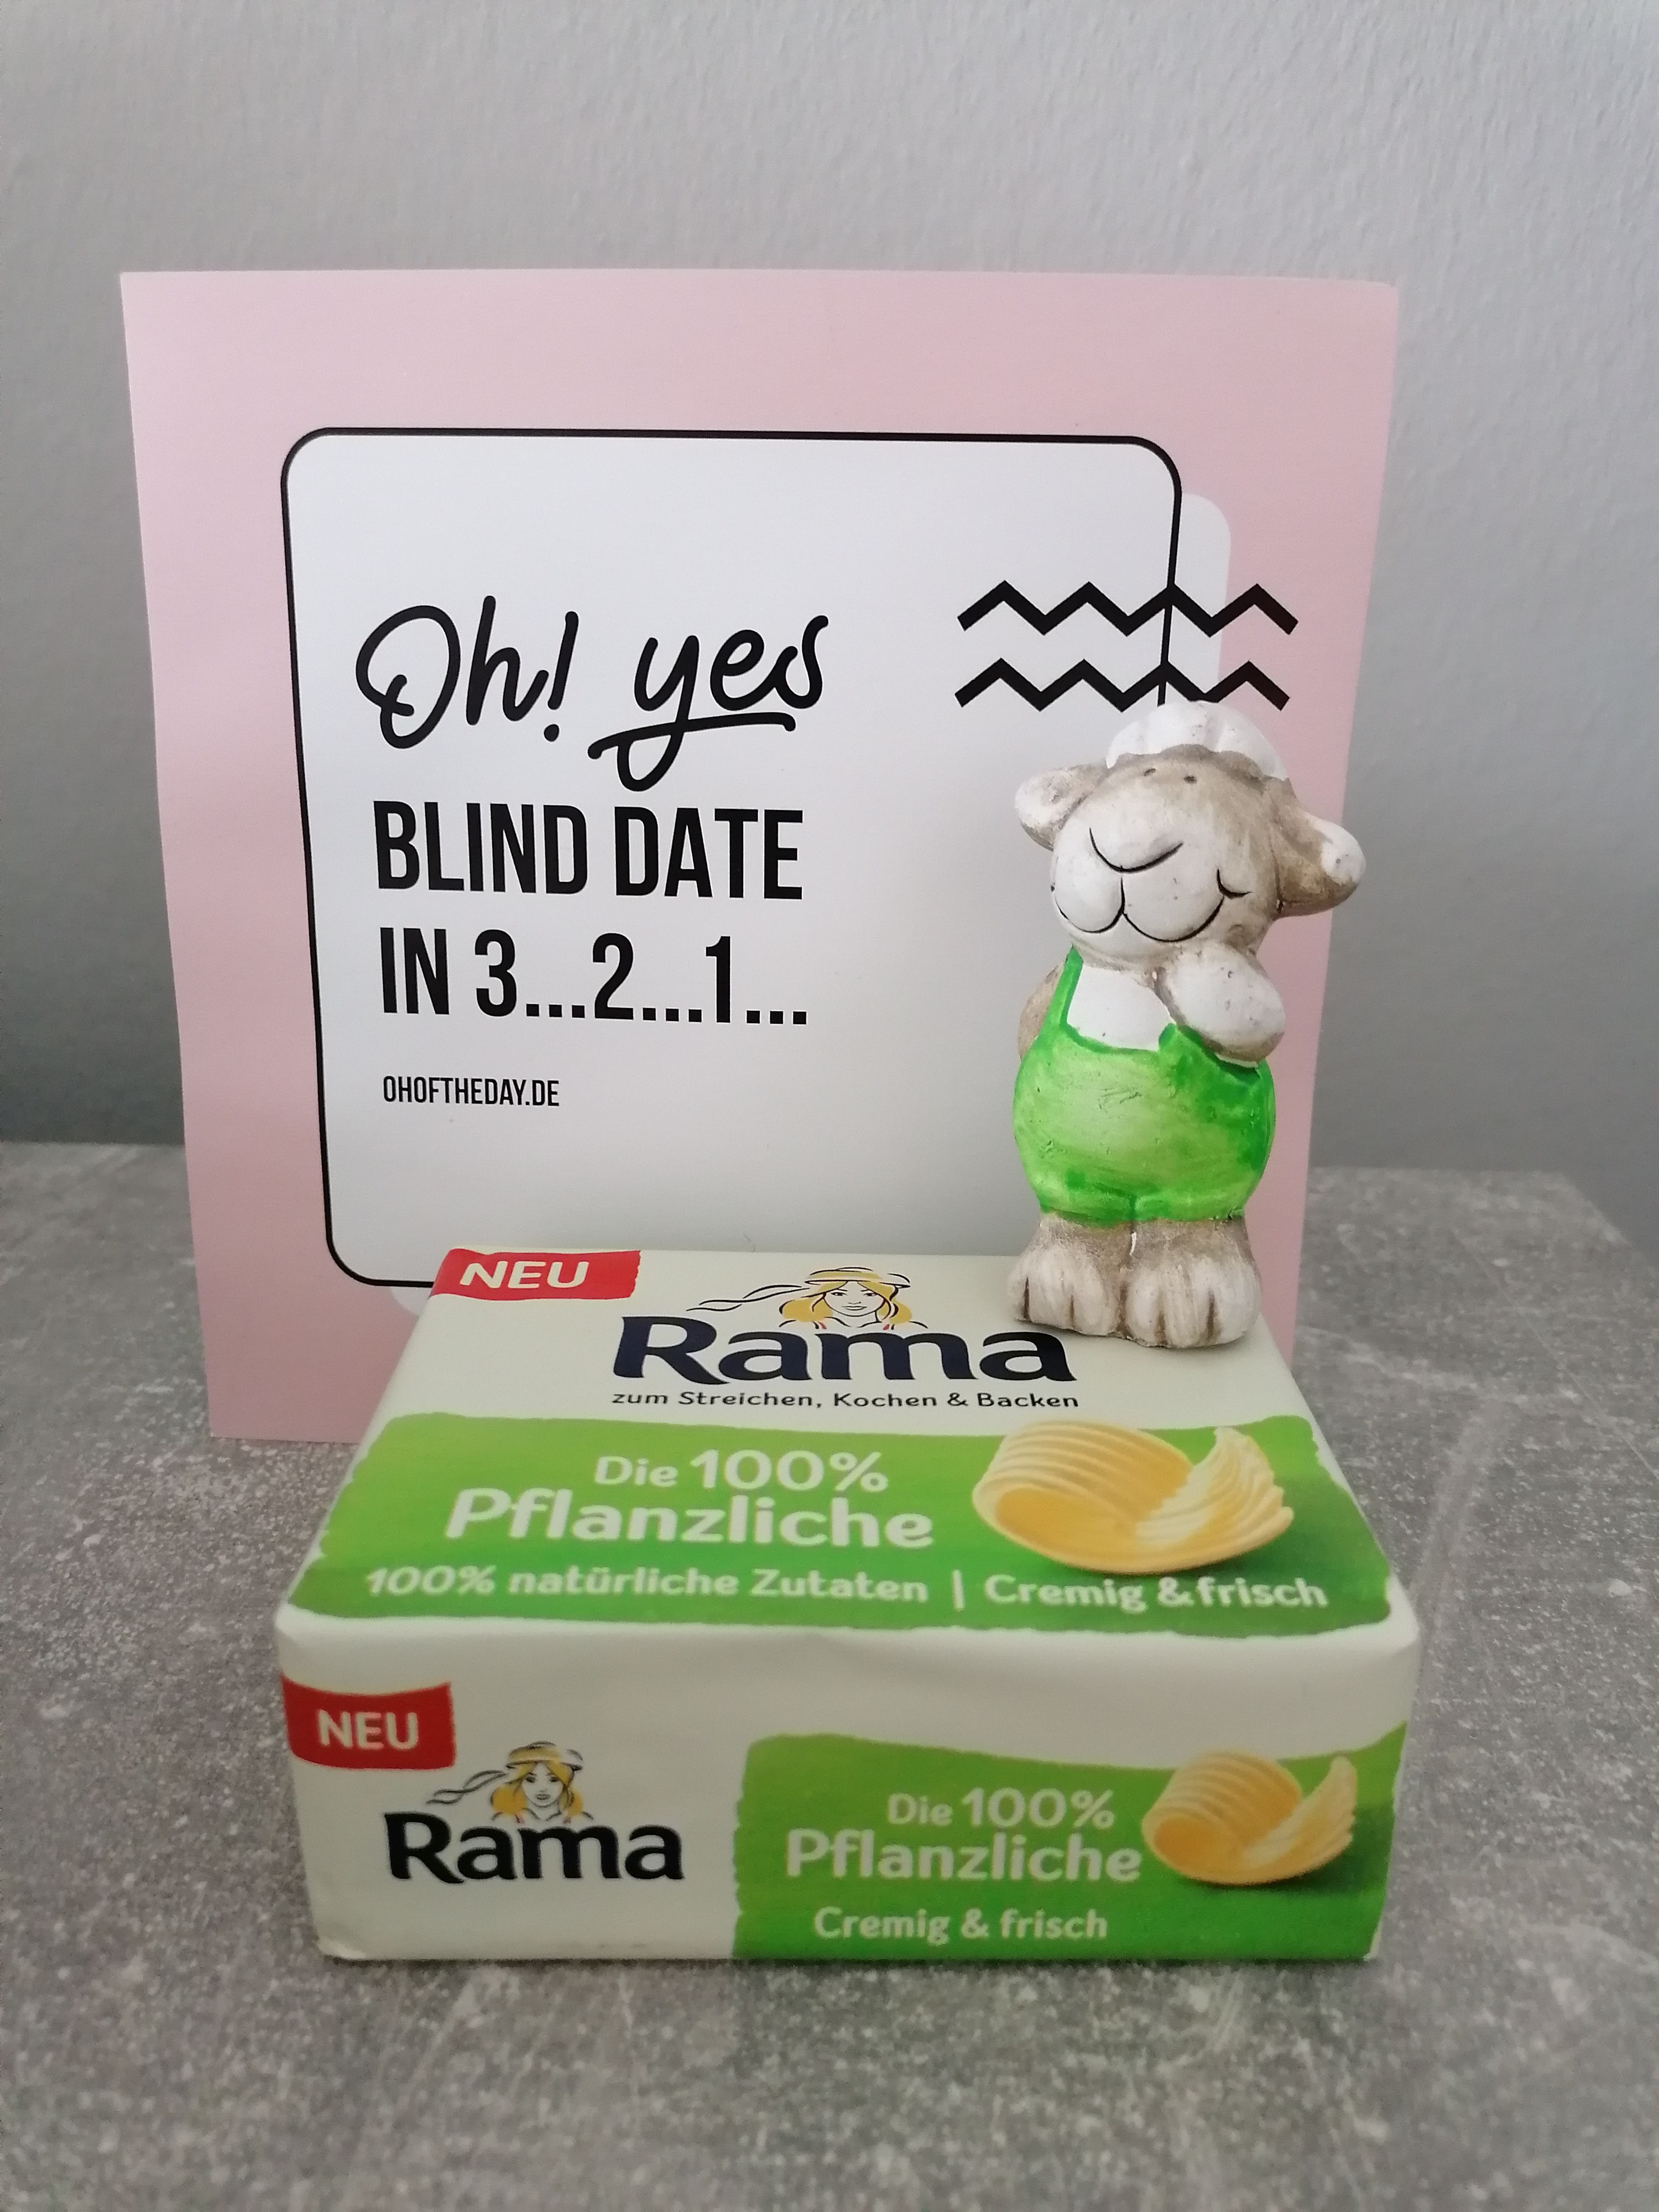 Oh! yes
BLIND DATE
IN 3...2...1...
OHOFTHEDAY.DE
NEU
Rama
zum Streichen, Kochen & Backen
Die 100%
Pflanzliche
100% natürliche Zutaten | Cremig & frisch
NEU
Rama
Die 100%
Pflanzliche
Cremig & frisch